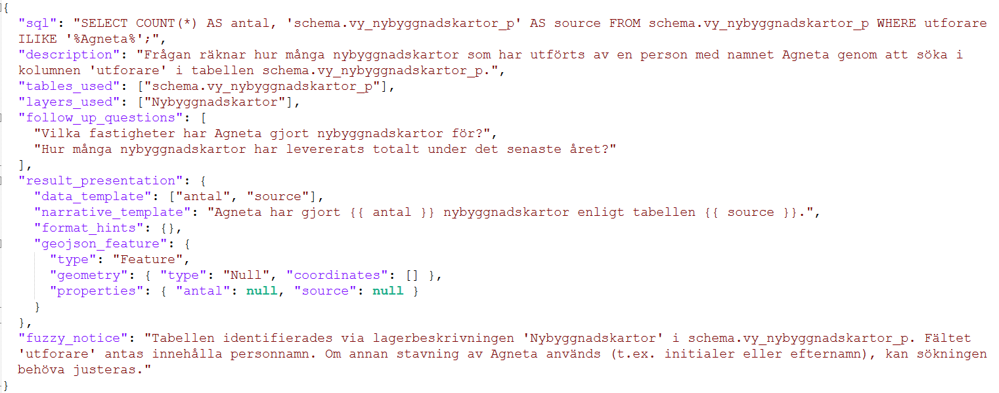 {
"sql": "SELECT COUNT(*) AS antal, 'schema.vy_nybyggnadskartor_p' AS source FROM schema.vy_nybyggnadskartor_p WHERE utforare
ILIKE '%Agneta%';",
"description": "Frågan räknar hur många nybyggnadskartor som har utförts av en person med namnet Agneta genom att söka i
kolumnen 'utforare' i tabellen schema.vy_nybyggnadskartor_p.",
"tables_used": ["schema.vy_nybyggnadskartor_p"],
"layers_used": ["Nybyggnadskartor"],
"follow_up_questions": [
"Vilka fastigheter har Agneta gjort nybyggnadskartor för?",
"Hur många nybyggnadskartor har levererats totalt under det senaste året?"
],
"result_presentation": {
"data_template": ["antal", "source"],
"narrative_template": "Agneta har gjort {{ antal }} nybyggnadskartor enligt tabellen {{ source }}.",
"format_hints": {},
"geojson_feature": {
"type": "Feature",
"geometry": { "type": "Null", "coordinates": [] },
"properties": { "antal": null, "source": null }
}
},
"fuzzy_notice": "Tabellen identifierades via lagerbeskrivningen 'Nybyggnadskartor' i schema.vy_nybyggnadskartor_p. Fältet
'utforare' antas innehålla personnamn. Om annan stavning av Agneta används (t.ex. initialer eller efternamn), kan sökningen
behöva justeras."
}